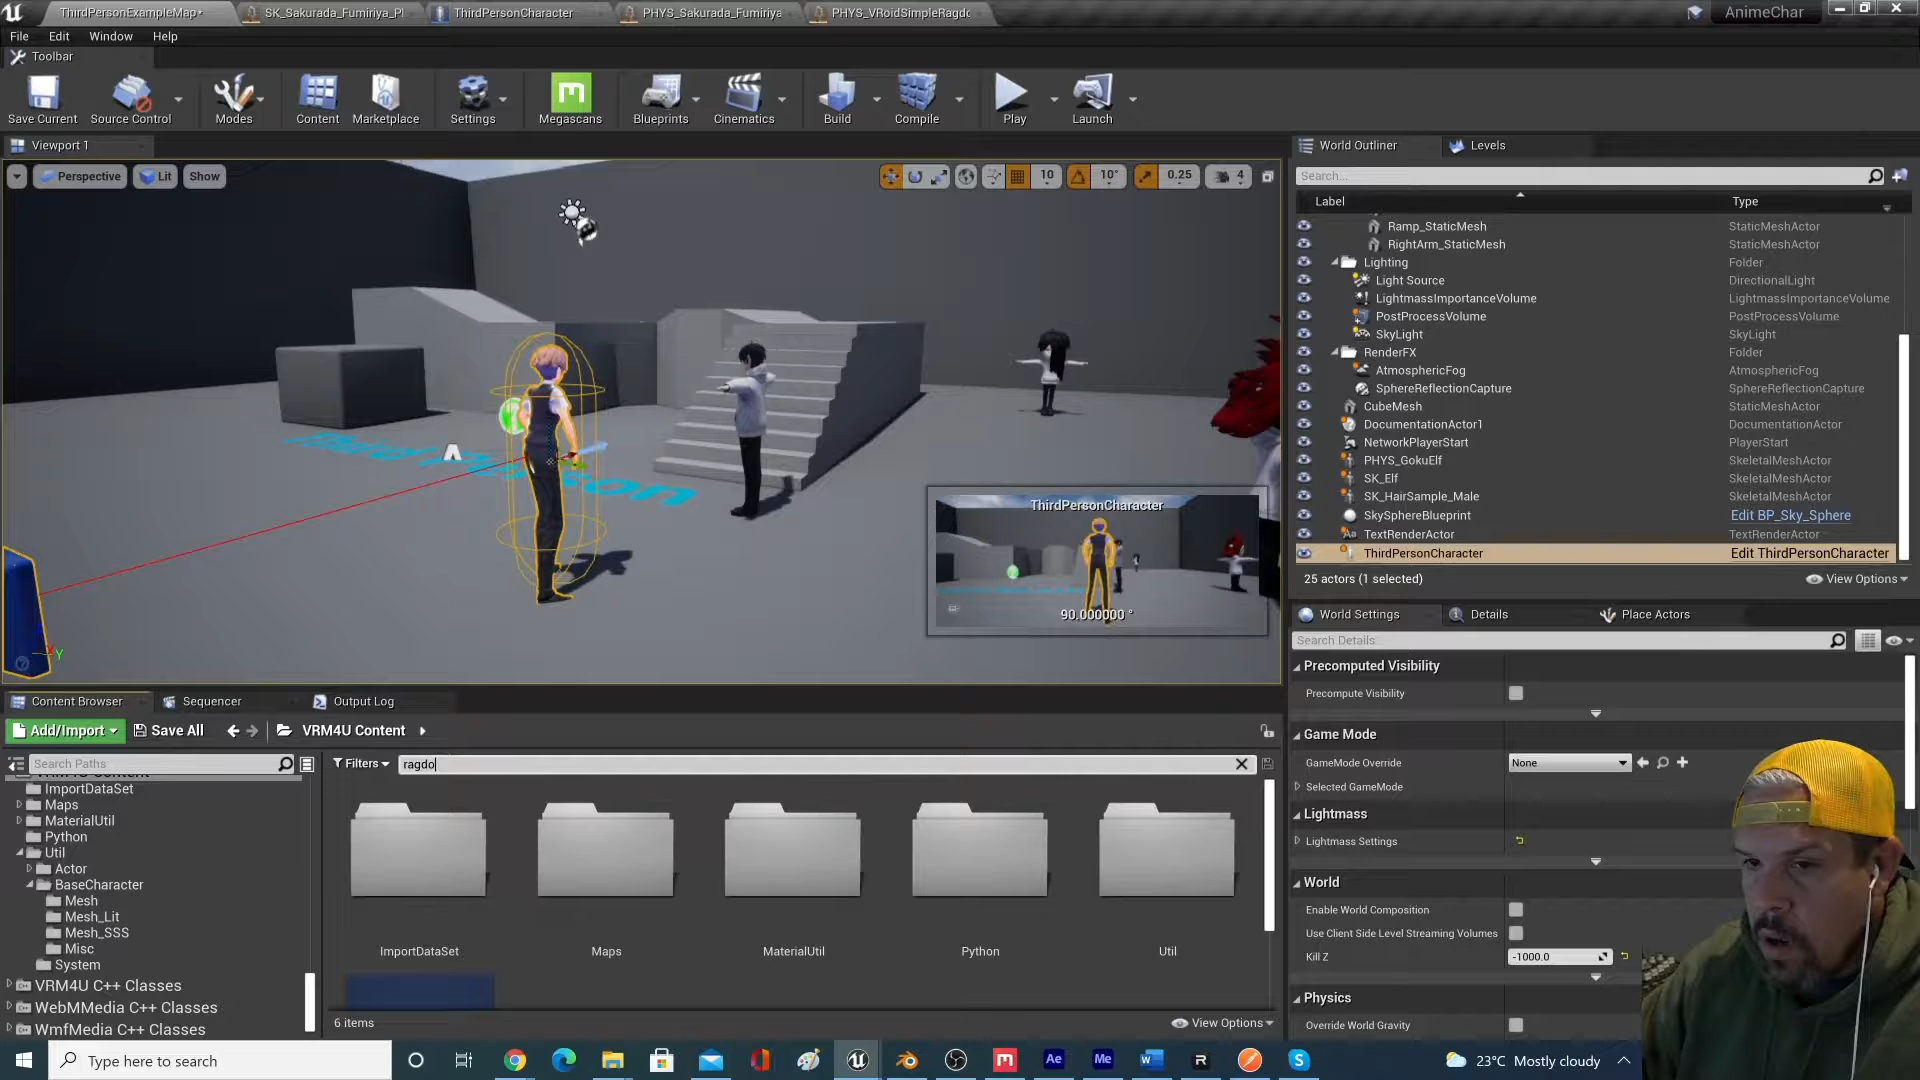 ThirdPersonExampleMap*
SK_Sakurada_Fumiriya_Pl
ThirdPersonCharacter
PHYS_Sakurada_Fumiriya
PHYS_VRoidSimpleRagdo
AnimeChar
File Edit Window Help
Toolbar
Save Current
Source Control
Modes
Content
Marketplace
Settings
Megascans
Blueprints
Cinematics
Build
Compile
Play
Launch
Viewport 1
Perspective
Lit
Show
10
10°
0.25
4
ThirdPersonCharacter
90.000000 °
A
Y
World Outliner
Levels
Search...
Label Type
Ramp_StaticMesh StaticMeshActor
RightArm_StaticMesh StaticMeshActor
Lighting Folder
Light Source DirectionalLight
LightmassImportanceVolume LightmassImportanceVolume
PostProcessVolume PostProcessVolume
SkyLight SkyLight
RenderFX Folder
AtmosphericFog AtmosphericFog
SphereReflectionCapture SphereReflectionCapture
CubeMesh StaticMeshActor
DocumentationActor1 DocumentationActor
NetworkPlayerStart PlayerStart
PHYS_GokuElf SkeletalMeshActor
SK_Elf SkeletalMeshActor
SK_HairSample_Male SkeletalMeshActor
SkySphereBlueprint Edit BP_Sky_Sphere
TextRenderActor TextRenderActor
ThirdPersonCharacter Edit ThirdPersonCharacter
25 actors (1 selected) View Options
World Settings
Details
Place Actors
Search Details
Precomputed Visibility
Precompute Visibility
Game Mode
GameMode Override None
Selected GameMode
Lightmass
Lightmass Settings
World
Enable World Composition
Use Client Side Level Streaming Volumes
Kill Z -1000.0
Physics
Override World Gravity
Content Browser
Sequencer
Output Log
Add/Import
Save All
VRM4U Content
Search Paths
Filters
ragdo
ImportDataSet
Maps
MaterialUtil
Python
Util
Actor
BaseCharacter
Mesh
Mesh_Lit
Mesh_SSS
Misc
System
VRM4U C++ Classes
WebMMedia C++ Classes
WmfMedia C++ Classes
ImportDataSet
Maps
MaterialUtil
Python
Util
6 items
View Options
Type here to search
Ae
Me
23°C Mostly cloudy